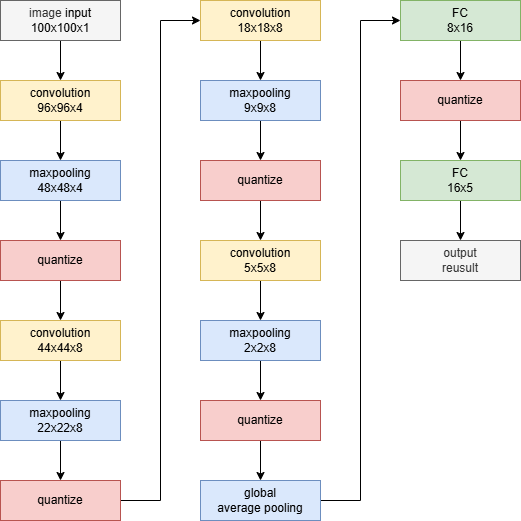 image input
100x100x1
convolution
96x96x4
maxpooling
48x48x4
quantize
convolution
44x44x8
maxpooling
22x22x8
quantize
convolution
18x18x8
maxpooling
9x9x8
quantize
convolution
5x5x8
maxpooling
2x2x8
quantize
global
average pooling
FC
8x16
quantize
FC
16x5
output
reusult